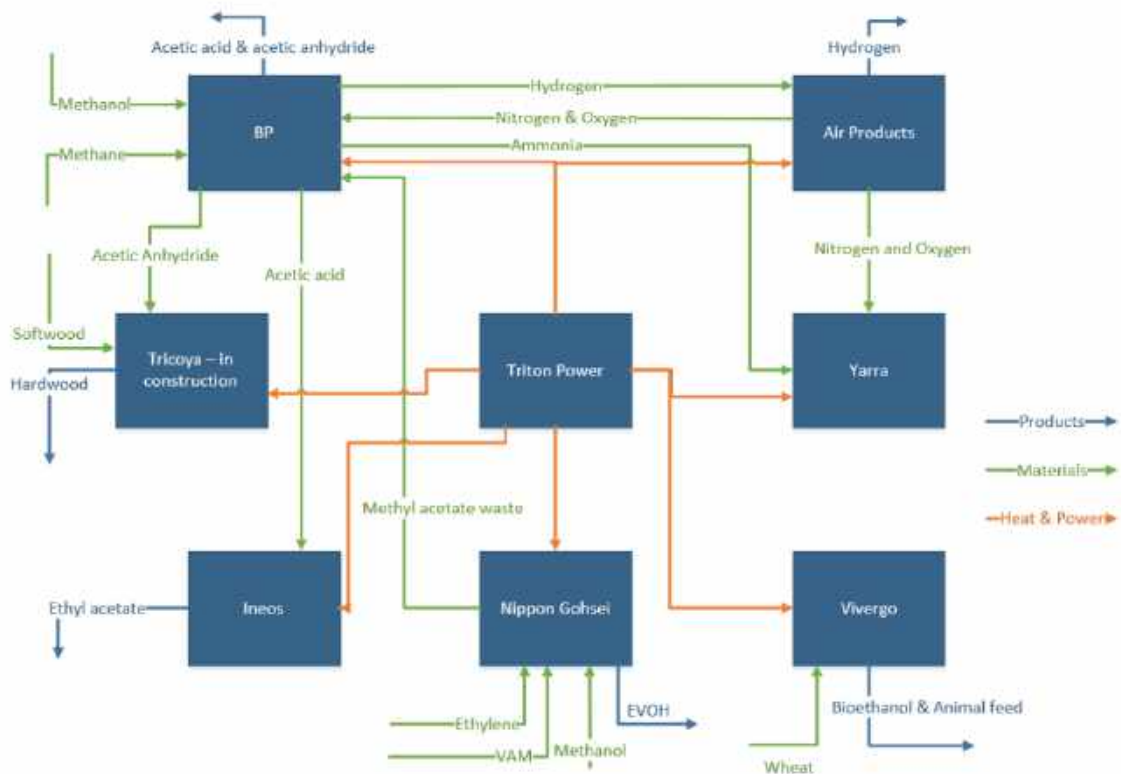 Acetic acid & acetic anhydride
Hydrogen
Methanol
Hydrogen
BP
Nitrogen & Oxygen
Air Products
Methane
Ammonia
Acetic Anhydride
Acetic acid
Nitrogen and Oxygen
Softwood
Tricoya – in
construction
Triton Power
Yarra
Hardwood
Products
Materials
Heat & Power
Methyl acetate waste
Ethyl acetate
Ineos
Nippon Gohsei
Vivergo
Ethylene
EVOH
Bioethanol & Animal feed
VAM
Methanol
Wheat